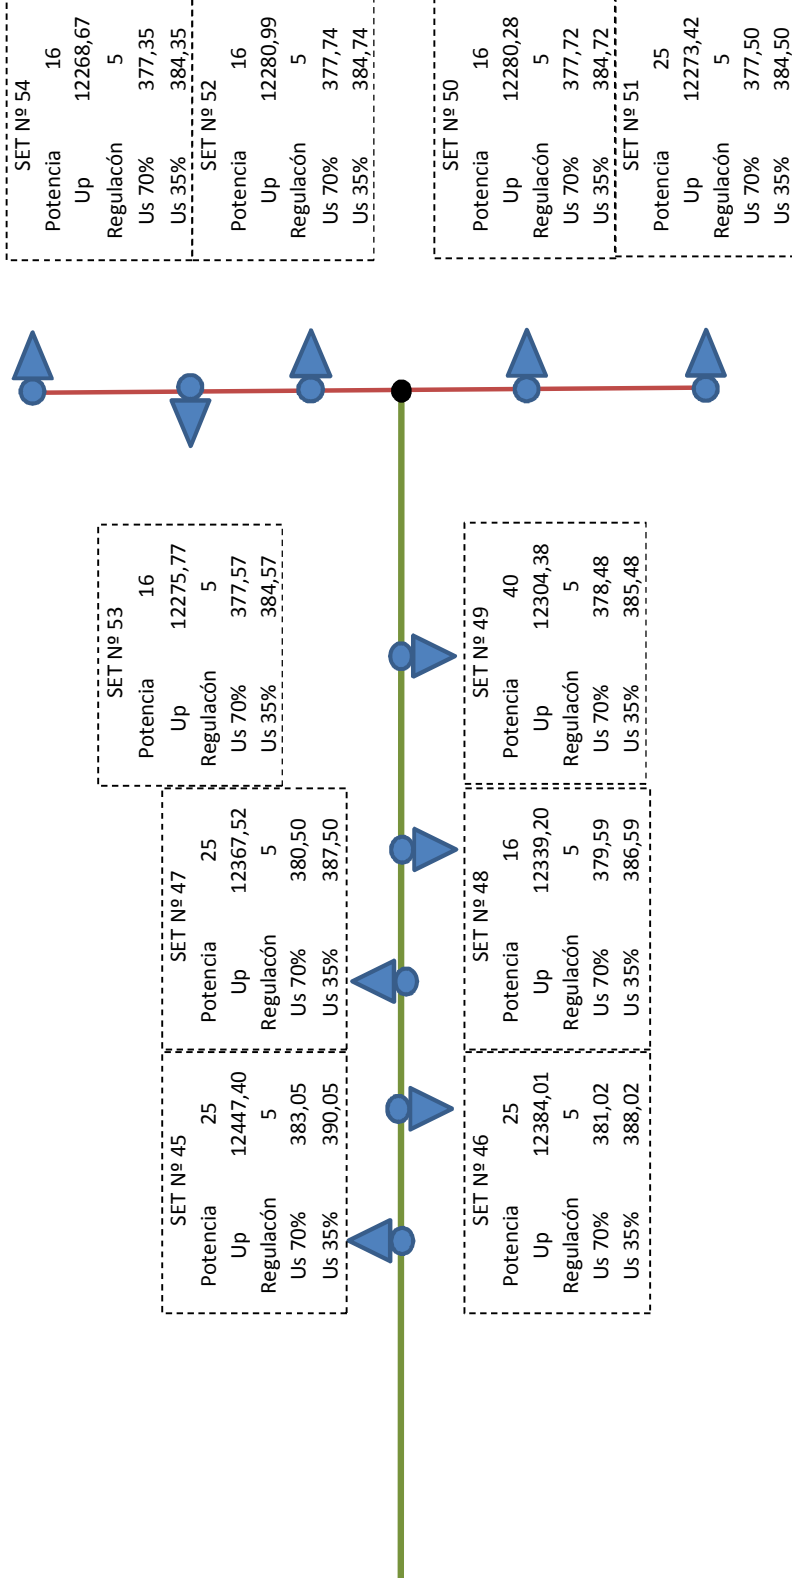 SET Nº 54
Potencia 16
Up 12268,67
Regulacón 5
Us 70% 377,35
Us 35% 384,35
SET Nº 52
Potencia 16
Up 12280,99
Regulacón 5
Us 70% 377,74
Us 35% 384,74
SET Nº 50
Potencia 16
Up 12280,28
Regulacón 5
Us 70% 377,72
Us 35% 384,72
SET Nº 51
Potencia 25
Up 12273,42
Regulacón 5
Us 70% 377,50
Us 35% 384,50
SET Nº 53
Potencia 16
Up 12275,77
Regulacón 5
Us 70% 377,57
Us 35% 384,57
SET Nº 49
Potencia 40
Up 12304,38
Regulacón 5
Us 70% 378,48
Us 35% 385,48
SET Nº 47
Potencia 25
Up 12367,52
Regulacón 5
Us 70% 380,50
Us 35% 387,50
SET Nº 48
Potencia 16
Up 12339,20
Regulacón 5
Us 70% 379,59
Us 35% 386,59
SET Nº 45
Potencia 25
Up 12447,40
Regulacón 5
Us 70% 383,05
Us 35% 390,05
SET Nº 46
Potencia 25
Up 12384,01
Regulacón 5
Us 70% 381,02
Us 35% 388,02